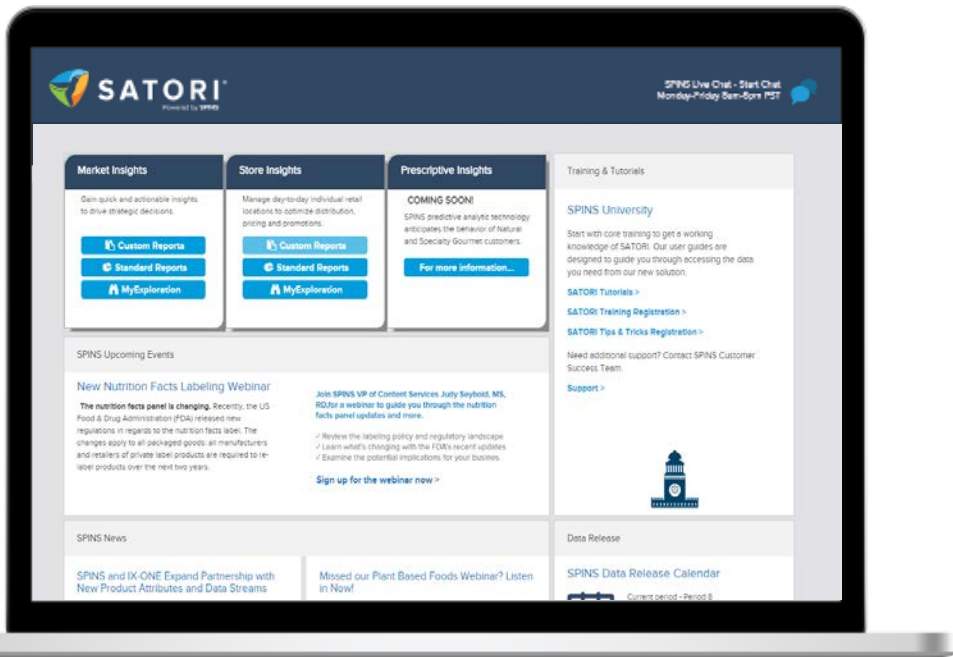 SATORI
Powered by SPINS
SPINS Live Chat - Start Chat
Monday-Friday 8am-5pm PST
Market Insights
Gain quick and actionable insights
to drive strategic decisions.
Custom Reports
Standard Reports
MyExploration
Store Insights
Manage day-to-day individual retail
locations to optimize distribution,
pricing and promotions.
Custom Reports
Standard Reports
MyExploration
Prescriptive Insights
COMING SOON!
SPINS predictive analytic technology
anticipates the behavior of Natural
and Specialty Gourmet customers.
For more information...
Training & Tutorials
SPINS University
Start with core training to get a working
knowledge of SATORI. Our user guides are
designed to guide you through accessing the data
you need from our new solution.
SATORI Tutorials >
SATORI Training Registration >
SATORI Tips & Tricks Registration >
Need additional support? Contact SPINS Customer
Success Team.
Support >
SPINS Upcoming Events
New Nutrition Facts Labeling Webinar
The nutrition facts panel is changing. Recently, the US
Food & Drug Administration (FDA) released new
regulations in regards to the nutrition facts label. The
changes apply to all packaged goods: all manufacturers
and retailers of private label products are required to re-
label products over the next two years.
Join SPINS VP of Content Services Judy Seybold, MS,
RD,for a webinar to guide you through the nutrition
facts panel updates and more.
✓ Review the labeling policy and regulatory landscape
✓ Learn what's changing with the FDA's recent updates
✓ Examine the potential implications for your busines
Sign up for the webinar now >
SPINS News
SPINS and IX-ONE Expand Partnership with
New Product Attributes and Data Streams
Missed our Plant Based Foods Webinar? Listen
in Now!
Data Release
SPINS Data Release Calendar
Current period - Period 8